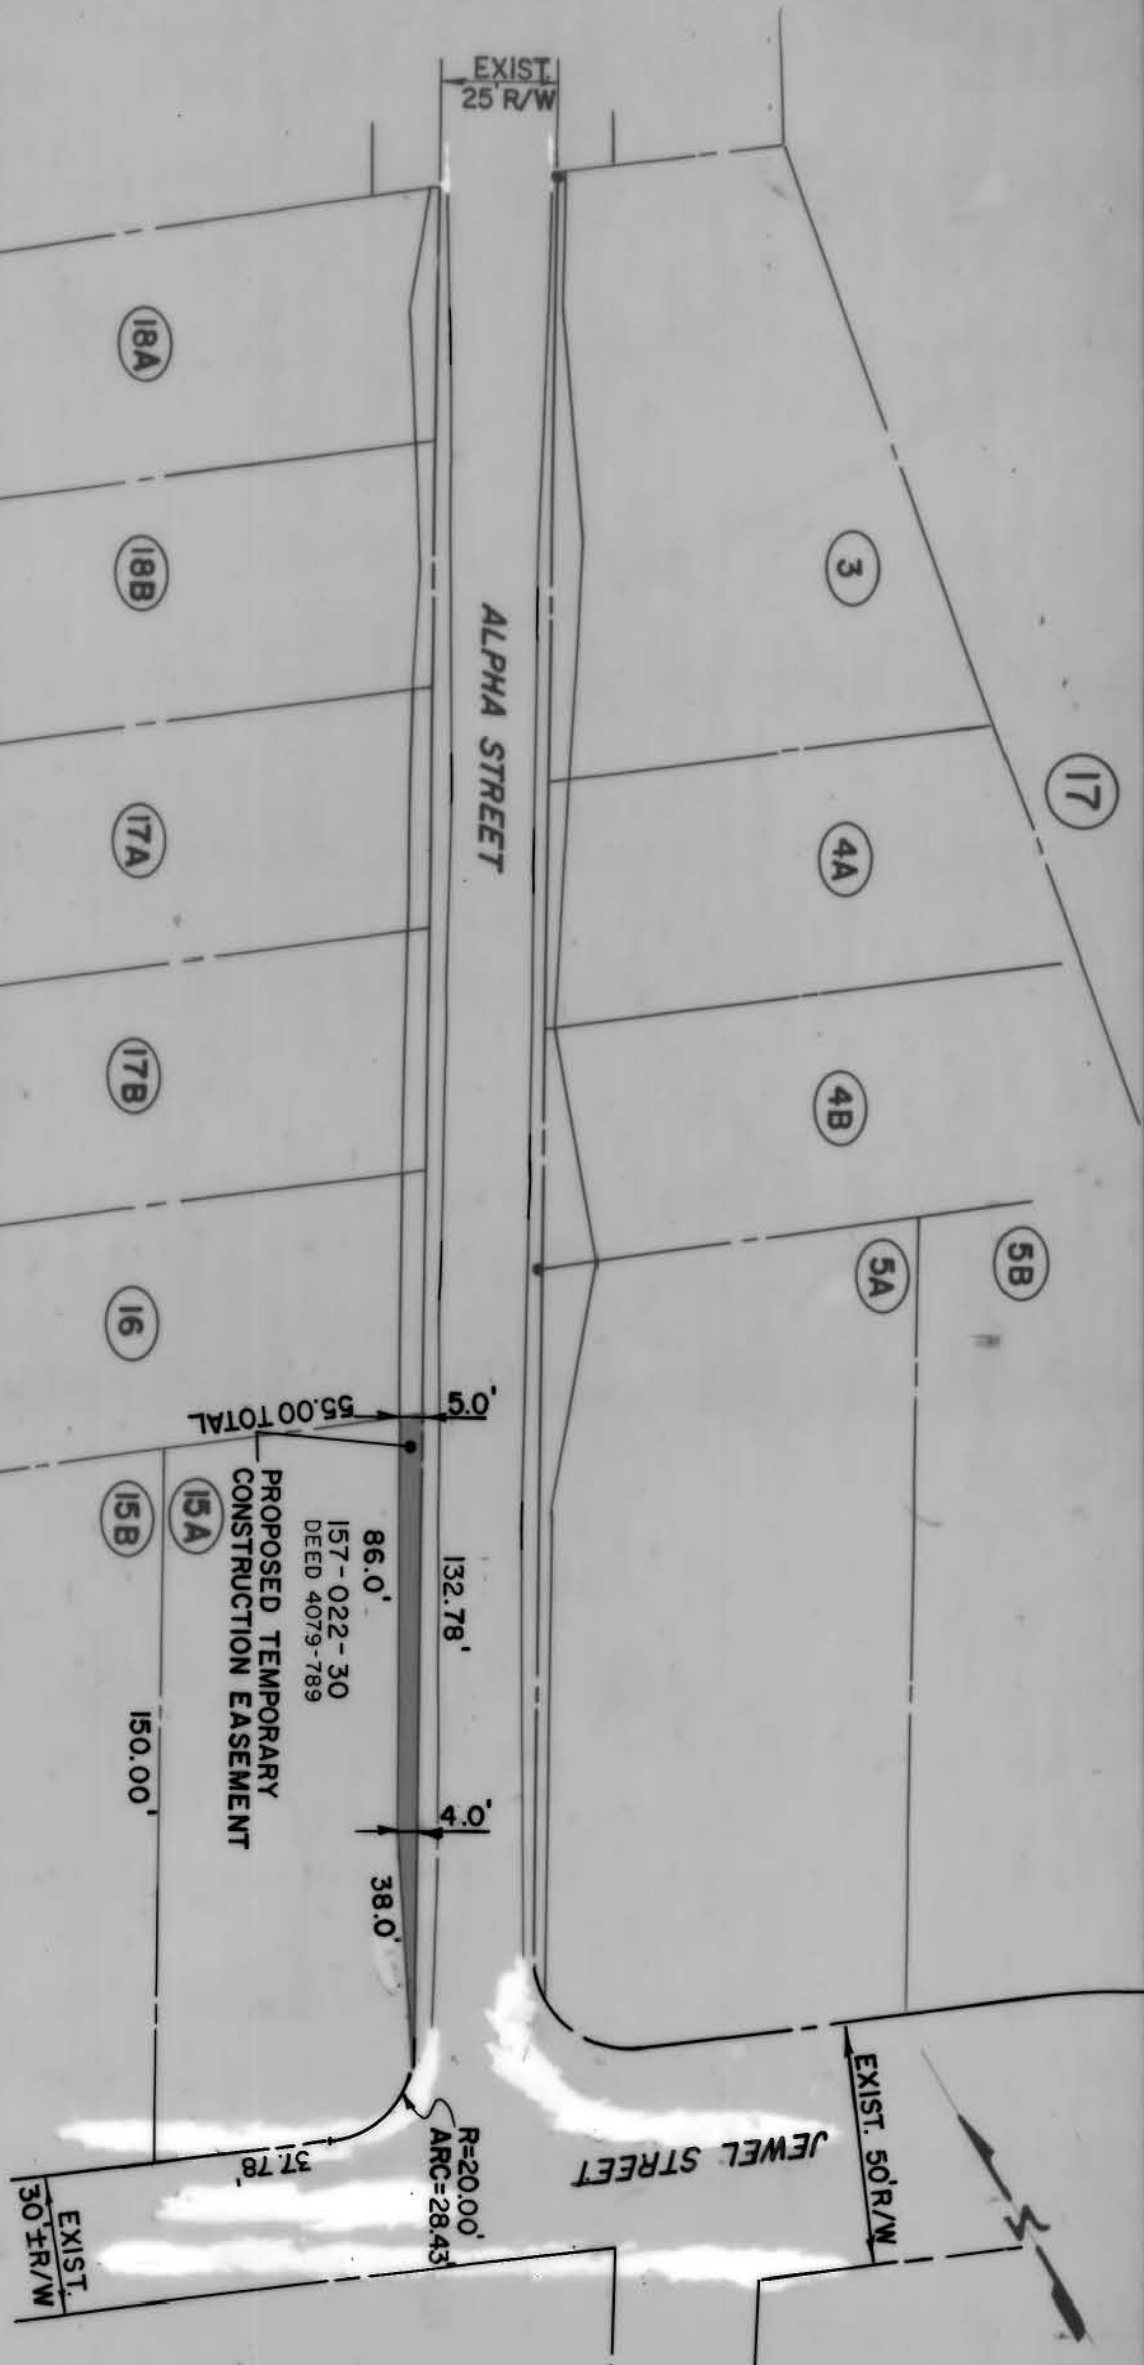 EXIST.
25' R/W
18A
18B
17A
17B
16
15B
15A
3
4A
4B
5A
5B
17
ALPHA STREET
5.0'
55.00 TOTAL
132.78'
86.0'
157-022-30
DEED 4079-789
PROPOSED TEMPORARY
CONSTRUCTION EASEMENT
150.00'
4.0'
38.0'
R=20.00'
ARC=28.43'
37.78'
JEWEL STREET
EXIST. 50' R/W
EXIST.
30'± R/W
N